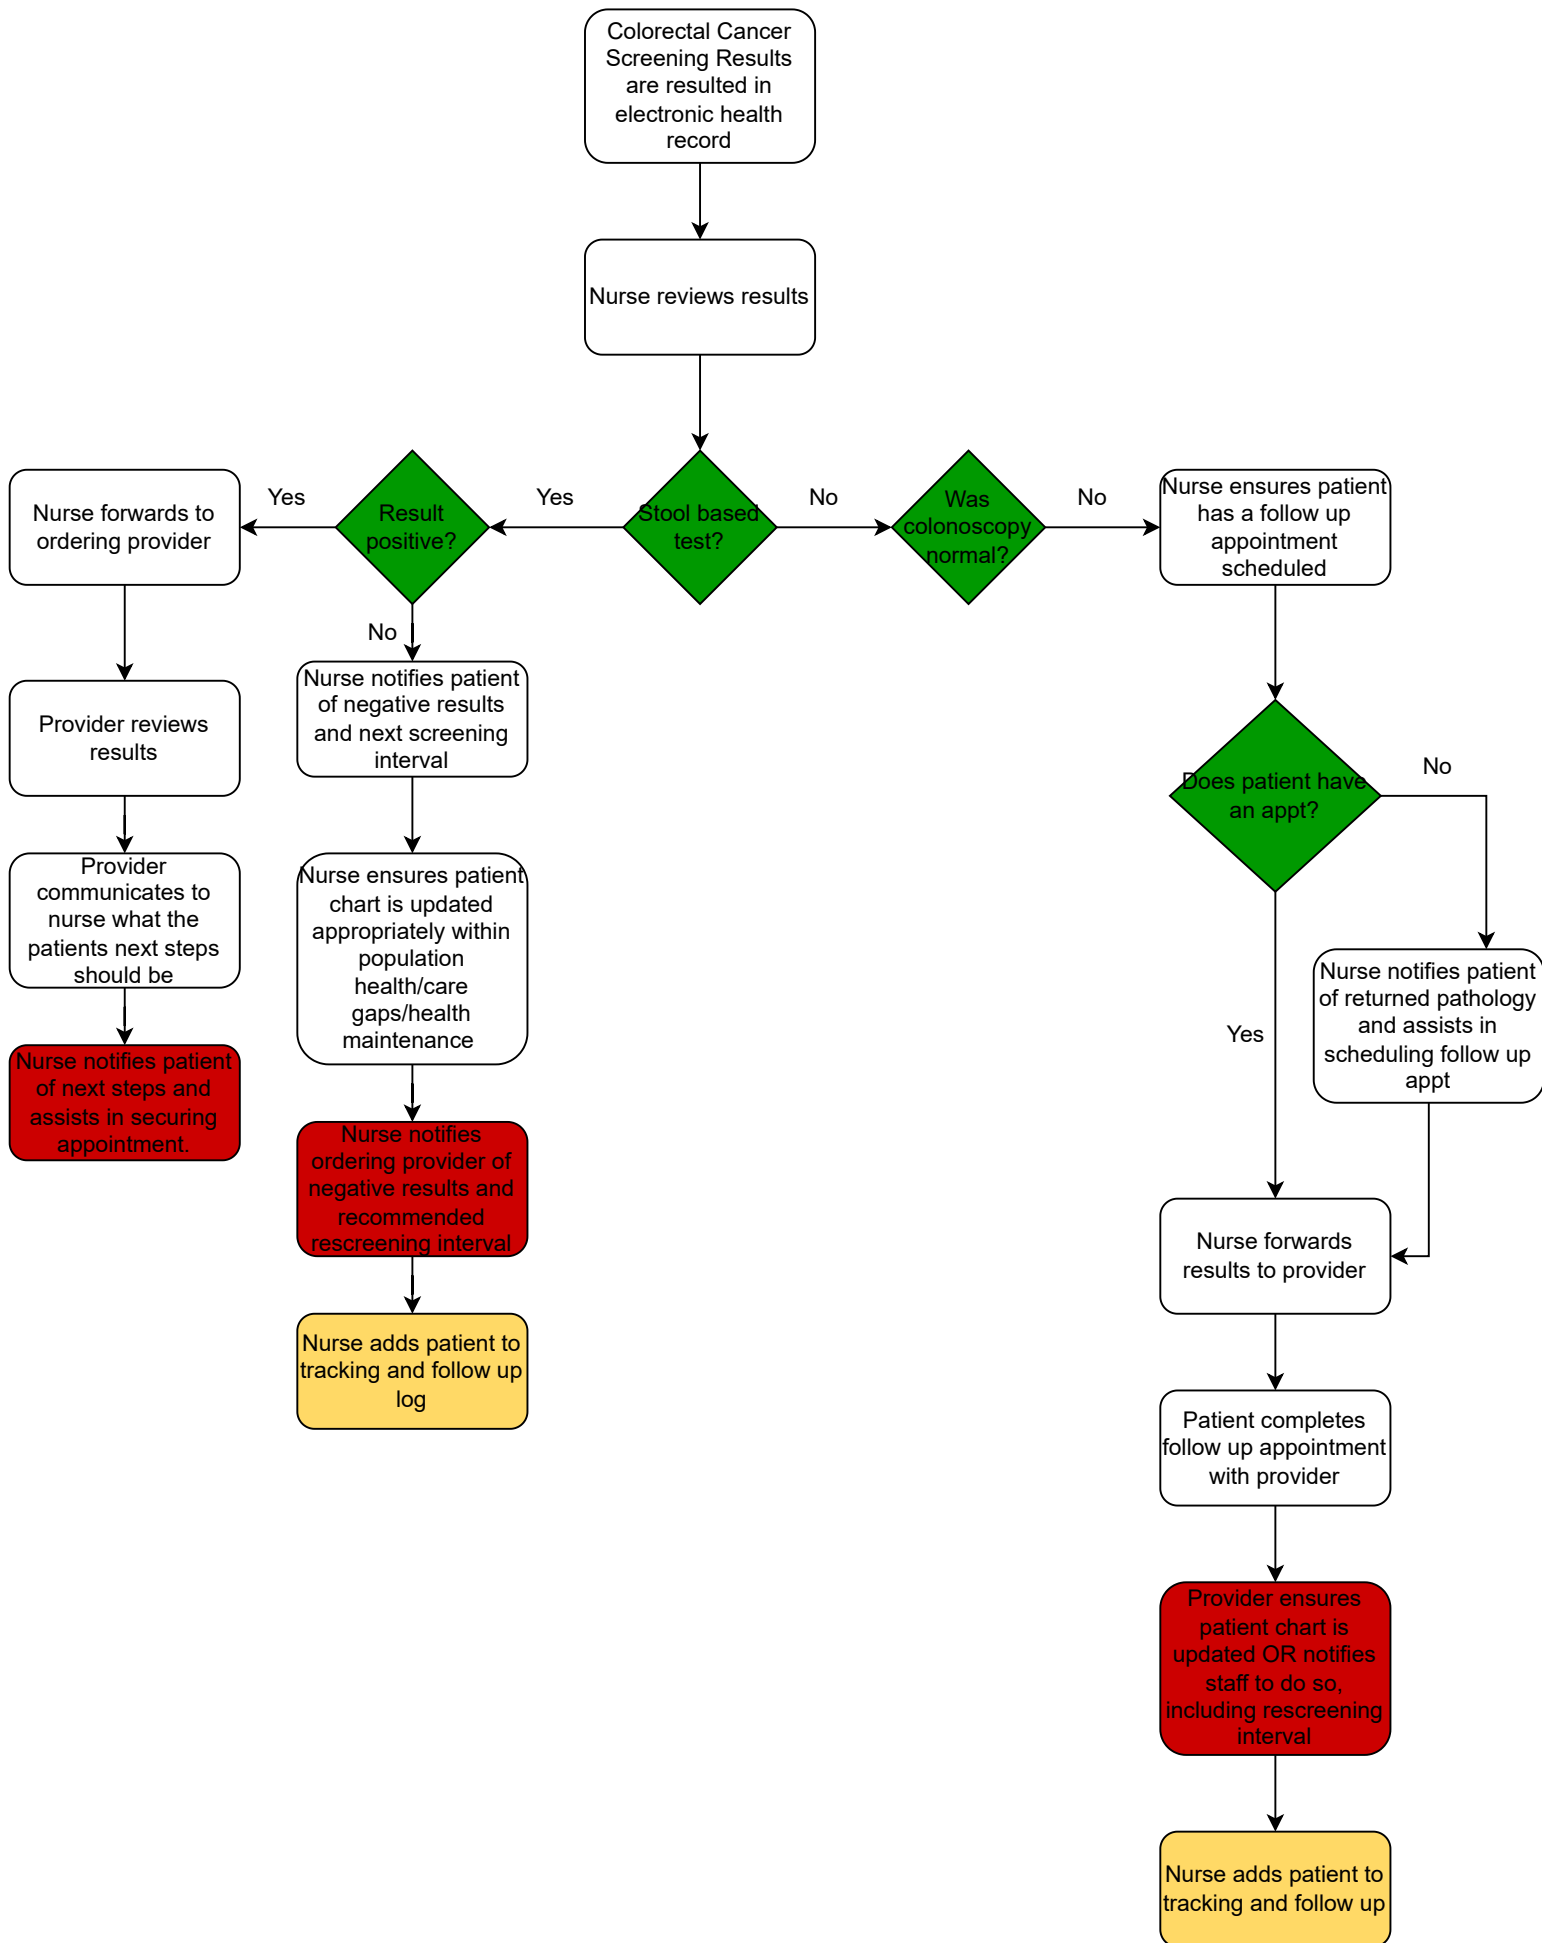 Colorectal Cancer
Screening Results
are resulted in
electronic health
record
Nurse reviews results
Nurse forwards to
ordering provider
Yes
Result
positive?
Yes
Stool based
test?
No
Was
colonoscopy
normal?
No
Nurse ensures patient
has a follow up
appointment
scheduled
No
Nurse notifies patient
of negative results
and next screening
interval
Provider reviews
results
Does patient have
an appt?
No
Provider
communicates to
nurse what the
patients next steps
should be
Nurse ensures patient
chart is updated
appropriately within
population
health/care
gaps/health
maintenance
Yes
Nurse notifies patient
of returned pathology
and assists in
scheduling follow up
appt
Nurse notifies patient
of next steps and
assists in securing
appointment.
Nurse notifies
ordering provider of
negative results and
recommended
rescreening interval
Nurse forwards
results to provider
Nurse adds patient to
tracking and follow up
log
Patient completes
follow up appointment
with provider
Provider ensures
patient chart is
updated OR notifies
staff to do so,
including rescreening
interval
Nurse adds patient to
tracking and follow up